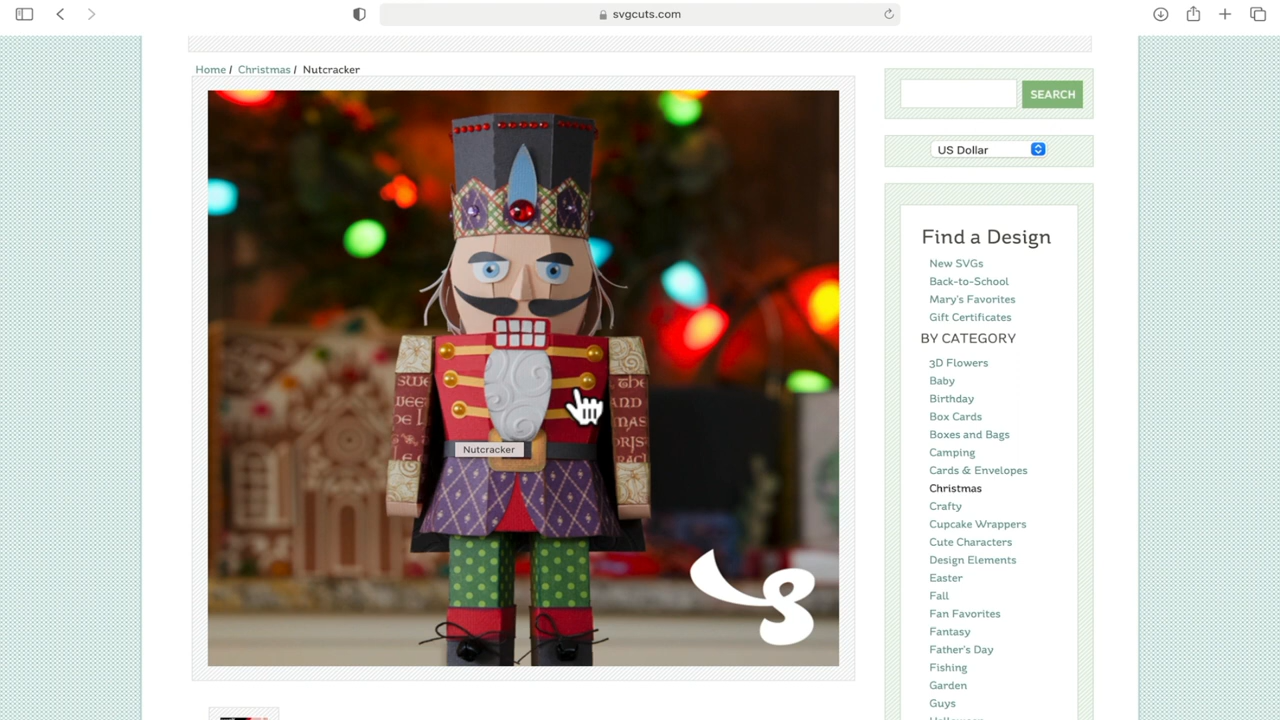 svgcuts.com
Home / Christmas / Nutcracker
SEARCH
US Dollar
Find a Design
New SVGs
Back-to-School
Mary's Favorites
Gift Certificates
BY CATEGORY
3D Flowers
Baby
Birthday
Box Cards
Boxes and Bags
Camping
Cards & Envelopes
Christmas
Crafty
Cupcake Wrappers
Cute Characters
Design Elements
Easter
Fall
Fan Favorites
Fantasy
Father's Day
Fishing
Garden
Guys
Nutcracker
THE
AND